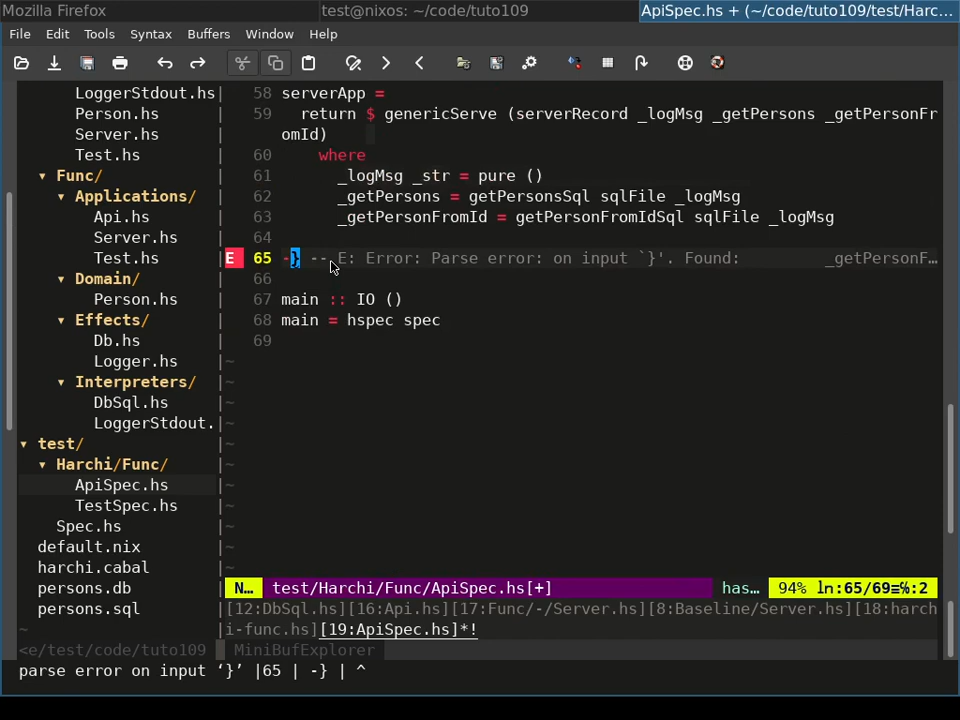 Mozilla Firefox
test@nixos: ~/code/tuto109
ApiSpec.hs + (~/code/tuto109/test/Harc…
File Edit Tools Syntax Buffers Window Help
LoggerStdout.hs|
Person.hs
Server.hs
Test.hs
▾ Func/
▾ Applications/
Api.hs
Server.hs
Test.hs
▾ Domain/
Person.hs
▾ Effects/
Db.hs
Logger.hs
▾ Interpreters/
DbSql.hs
LoggerStdout.
▾ test/
▾ Harchi/Func/
ApiSpec.hs
TestSpec.hs
Spec.hs
default.nix
harchi.cabal
persons.db
persons.sql
~
<e/test/code/tuto109
58 serverApp =
59   return $ genericServe (serverRecord _logMsg _getPersons _getPersonFr
omId)
60     where
61       _logMsg _str = pure ()
62       _getPersons = getPersonsSql sqlFile _logMsg
63       _getPersonFromId = getPersonFromIdSql sqlFile _logMsg
64
E 65 -} -- E: Error: Parse error: on input `}'. Found:         _getPersonF…
66
67 main :: IO ()
68 main = hspec spec
69
~
~
~
~
~
~
~
~
~
~
~
N… test/Harchi/Func/ApiSpec.hs[+] has… 94% ln:65/69≡℅:2
[12:DbSql.hs][16:Api.hs][17:Func/-/Server.hs][8:Baseline/Server.hs][18:harch
i-func.hs][19:ApiSpec.hs]*!
MiniBufExplorer
parse error on input ‘}’ |65 | -} | ^